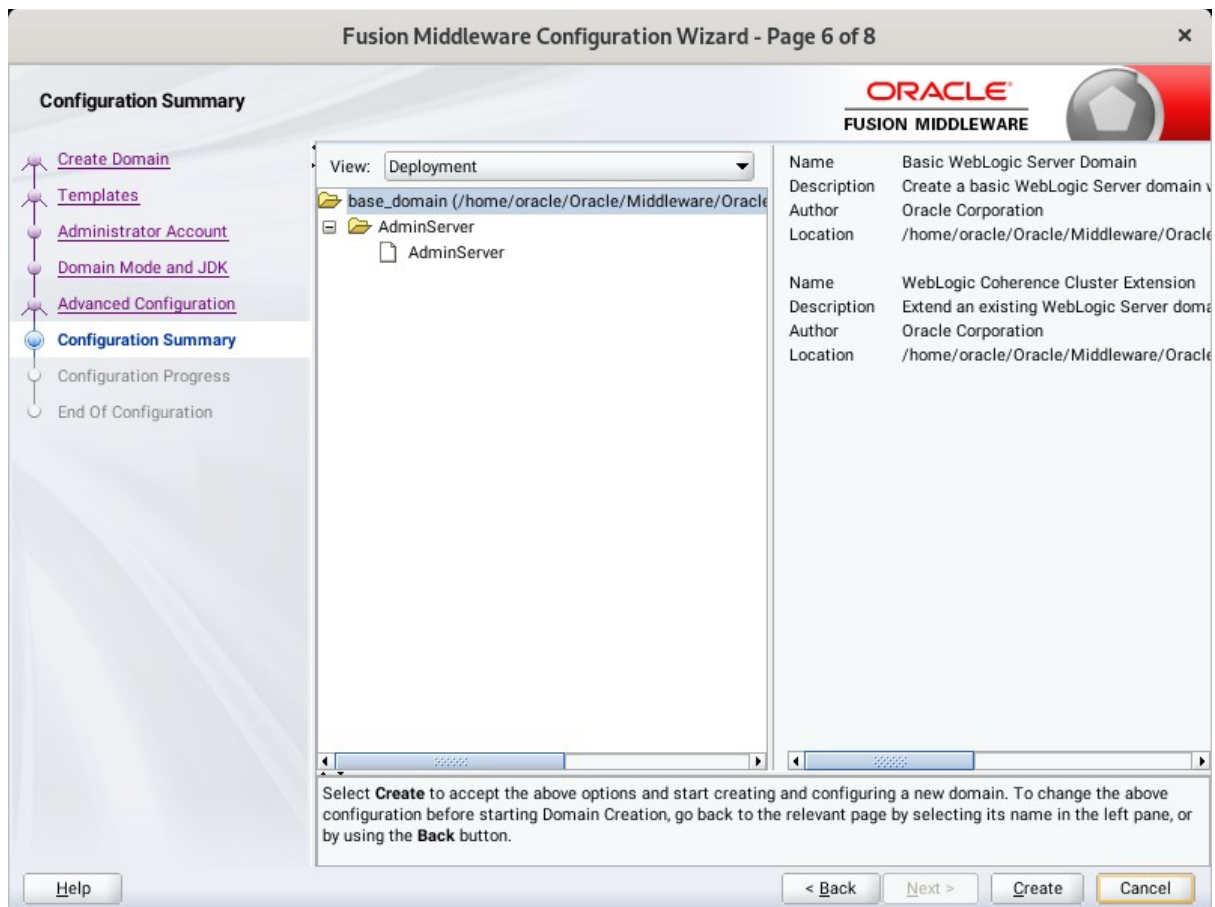 Fusion Middleware Configuration Wizard - Page 6 of 8
Configuration Summary
ORACLE
FUSION MIDDLEWARE
Create Domain
Templates
Administrator Account
Domain Mode and JDK
Advanced Configuration
Configuration Summary
Configuration Progress
End Of Configuration
View: Deployment
base_domain (/home/oracle/Oracle/Middleware/Oracle
AdminServer
AdminServer
Name Basic WebLogic Server Domain
Description Create a basic WebLogic Server domain
Author Oracle Corporation
Location /home/oracle/Oracle/Middleware/Oracle
Name WebLogic Coherence Cluster Extension
Description Extend an existing WebLogic Server doma
Author Oracle Corporation
Location /home/oracle/Oracle/Middleware/Oracle
Select Create to accept the above options and start creating and configuring a new domain. To change the above
configuration before starting Domain Creation, go back to the relevant page by selecting its name in the left pane, or
by using the Back button.
Help
< Back
Next >
Create
Cancel